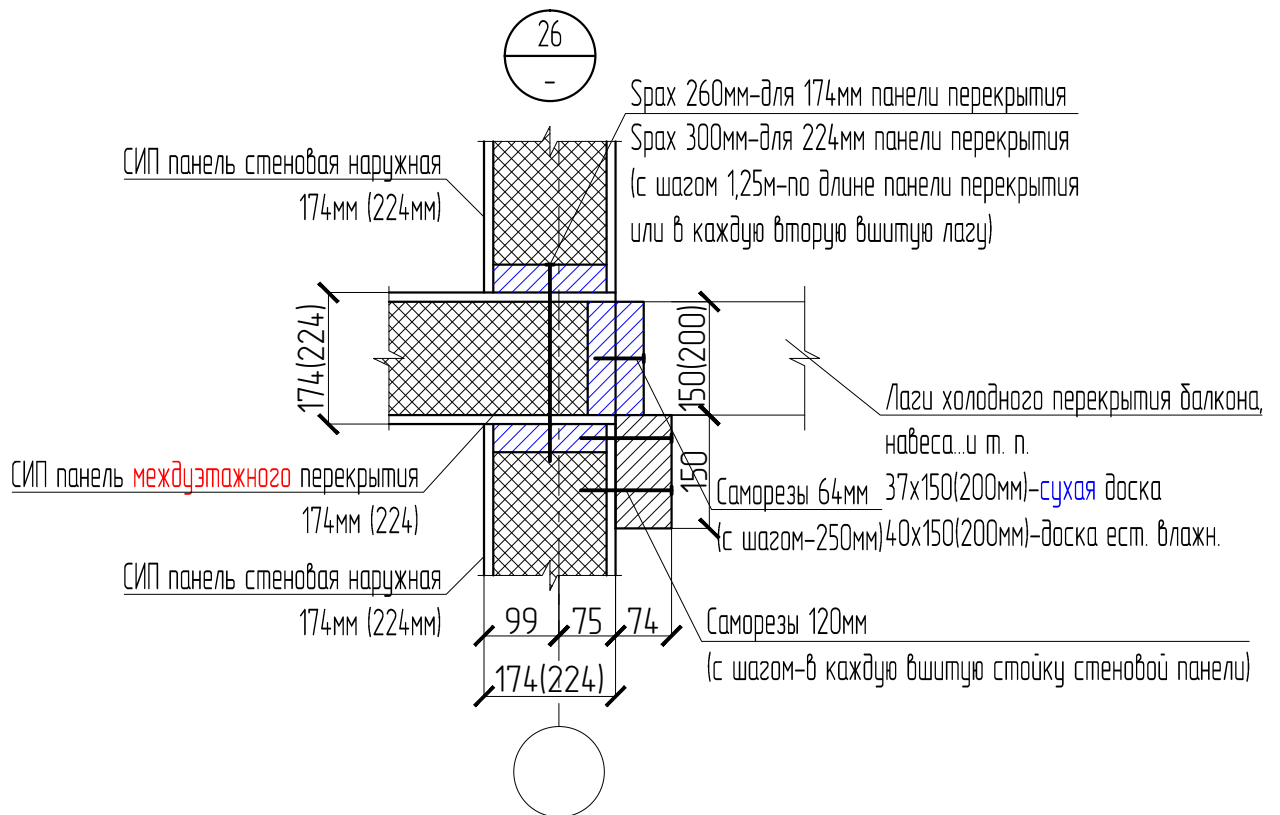 26
-
Spax 260мм-для 174мм панели перекрытия
Spax 300мм-для 224мм панели перекрытия
(с шагом 1,25м-по длине панели перекрытия
или в каждую вторую вшитую лагу)
СИП панель стеновая наружная
174мм (224мм)
174(224)
150(200)
Лаги холодного перекрытия балкона,
навеса...и т. п.
37х150(200мм)-сухая доска
40х150(200мм)-доска ест. влажн.
150
Саморезы 64мм
(с шагом-250мм)
СИП панель междуэтажного перекрытия
174мм (224)
СИП панель стеновая наружная
174мм (224мм)
99
75
74
174(224)
Саморезы 120мм
(с шагом-в каждую вшитую стойку стеновой панели)